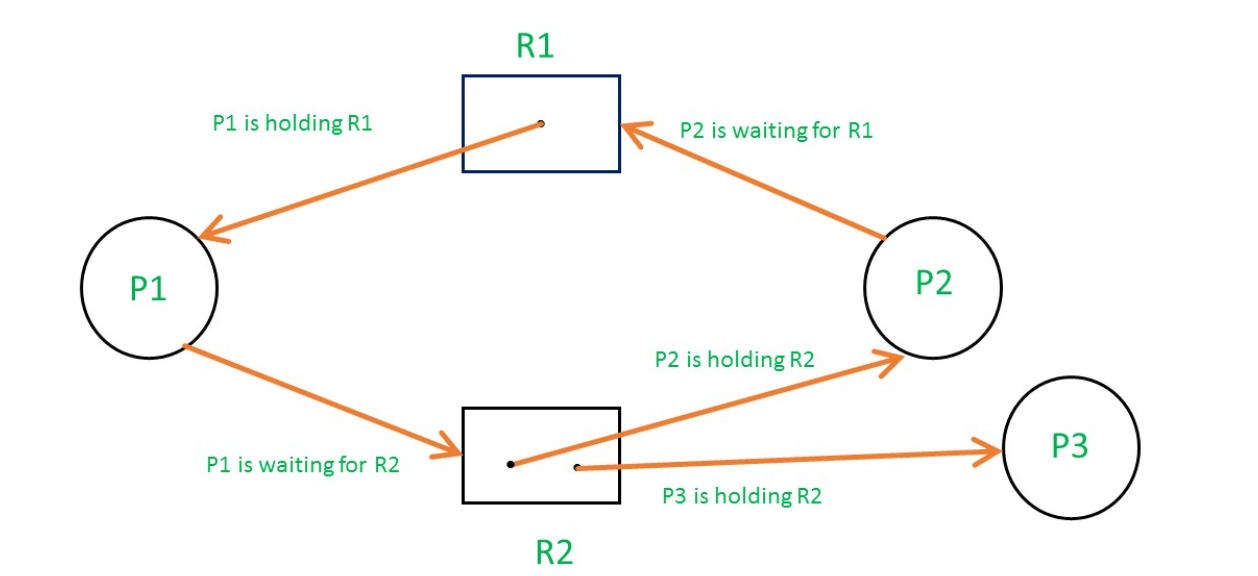 R1
P1 is holding R1
P2 is waiting for R1
P1
P2
P2 is holding R2
P3
P1 is waiting for R2
P3 is holding R2
R2